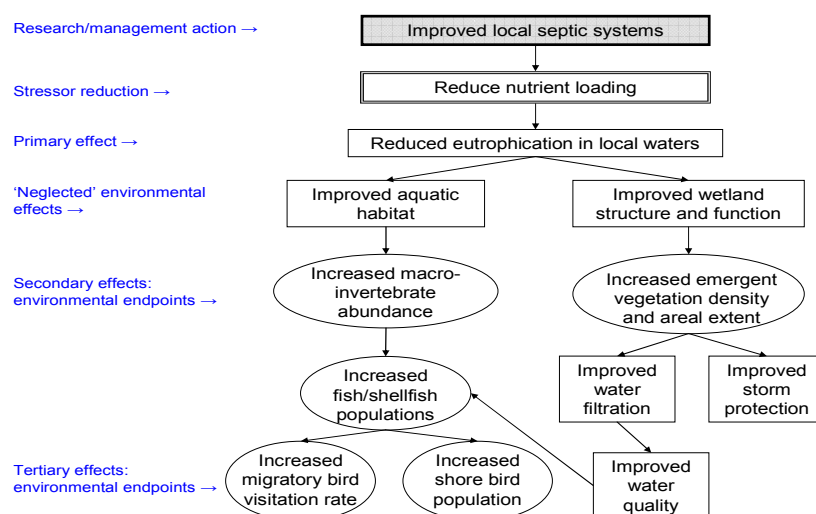 Research/management action →
Improved local septic systems
Stressor reduction →
Reduce nutrient loading
Primary effect →
Reduced eutrophication in local waters
‘Neglected’ environmental
effects →
Improved aquatic
habitat
Improved wetland
structure and function
Secondary effects:
environmental endpoints →
Increased macro-
invertebrate
abundance
Increased emergent
vegetation density
and areal extent
Increased
fish/shellfish
populations
Improved
water
filtration
Improved
storm
protection
Tertiary effects:
environmental endpoints →
Increased
migratory bird
visitation rate
Increased
shore bird
population
Improved
water
quality